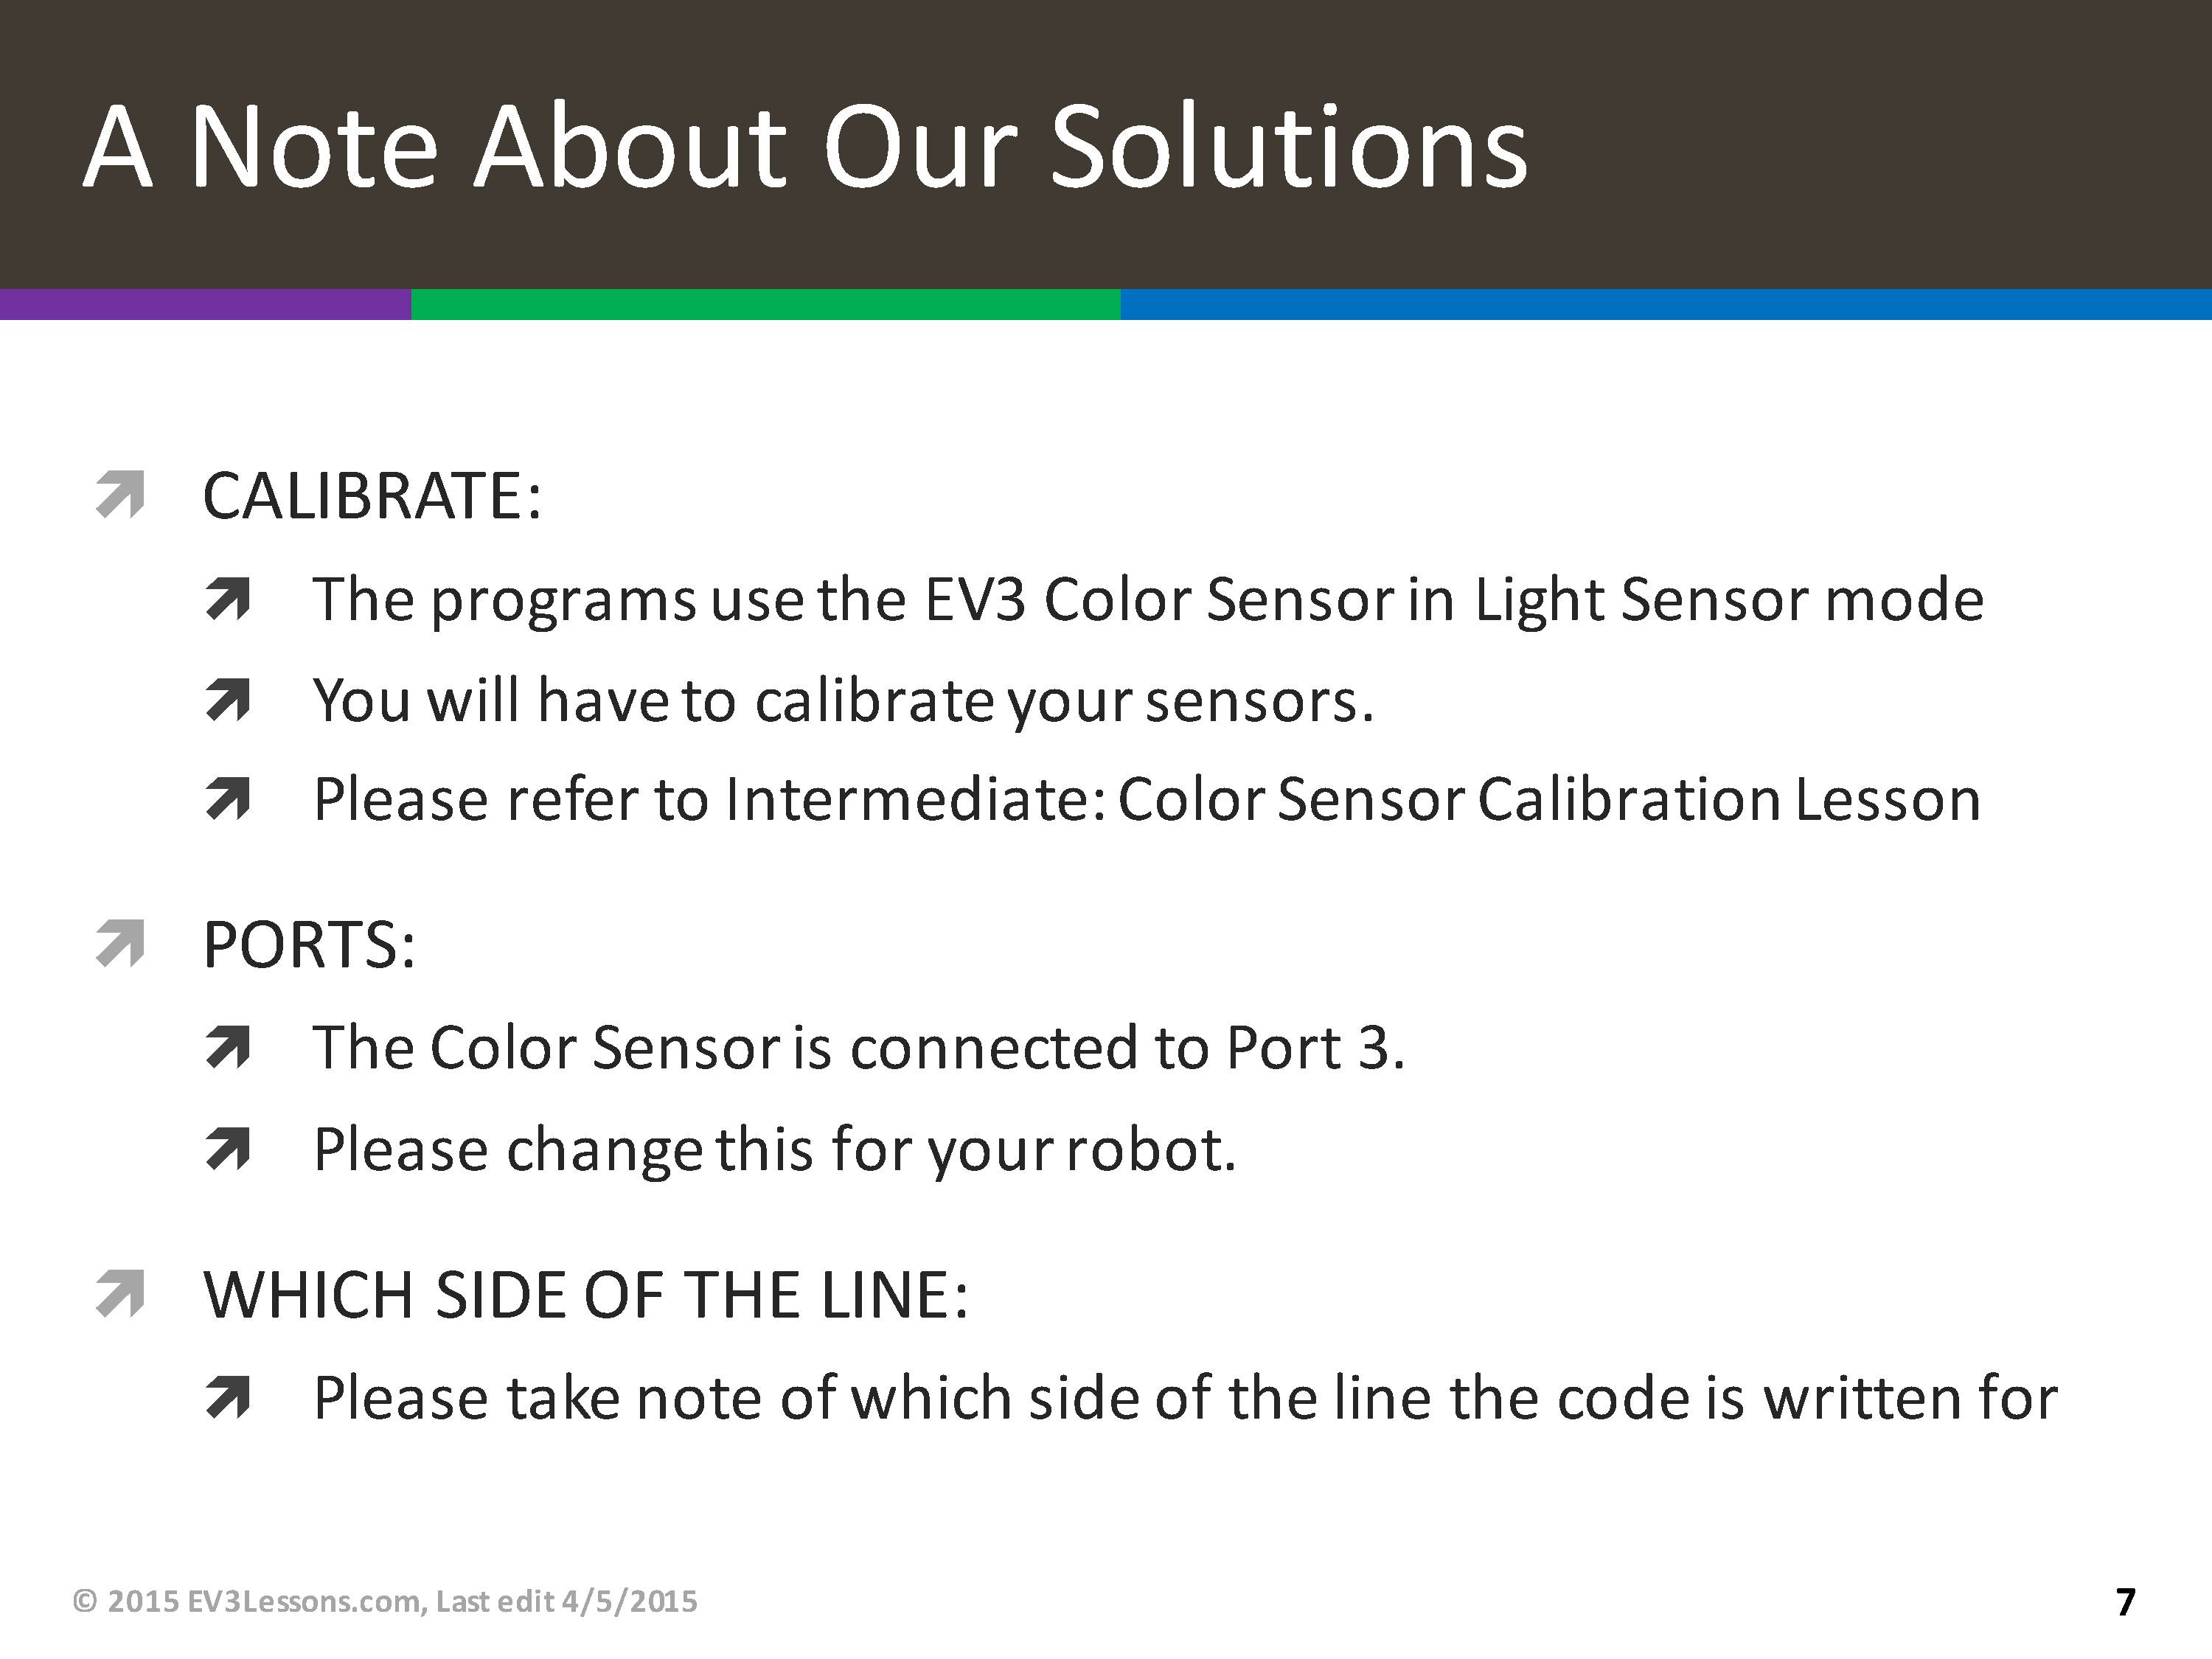 A Note About Our Solutions
CALIBRATE:
The programs use the EV3 Color Sensor in Light Sensor mode
You will have to calibrate your sensors.
Please refer to Intermediate: Color Sensor Calibration Lesson
PORTS:
The Color Sensor is connected to Port 3.
Please change this for your robot.
WHICH SIDE OF THE LINE:
Please take note of which side of the line the code is written for
© 2015 EV3Lessons.com, Last edit 4/5/2015
7